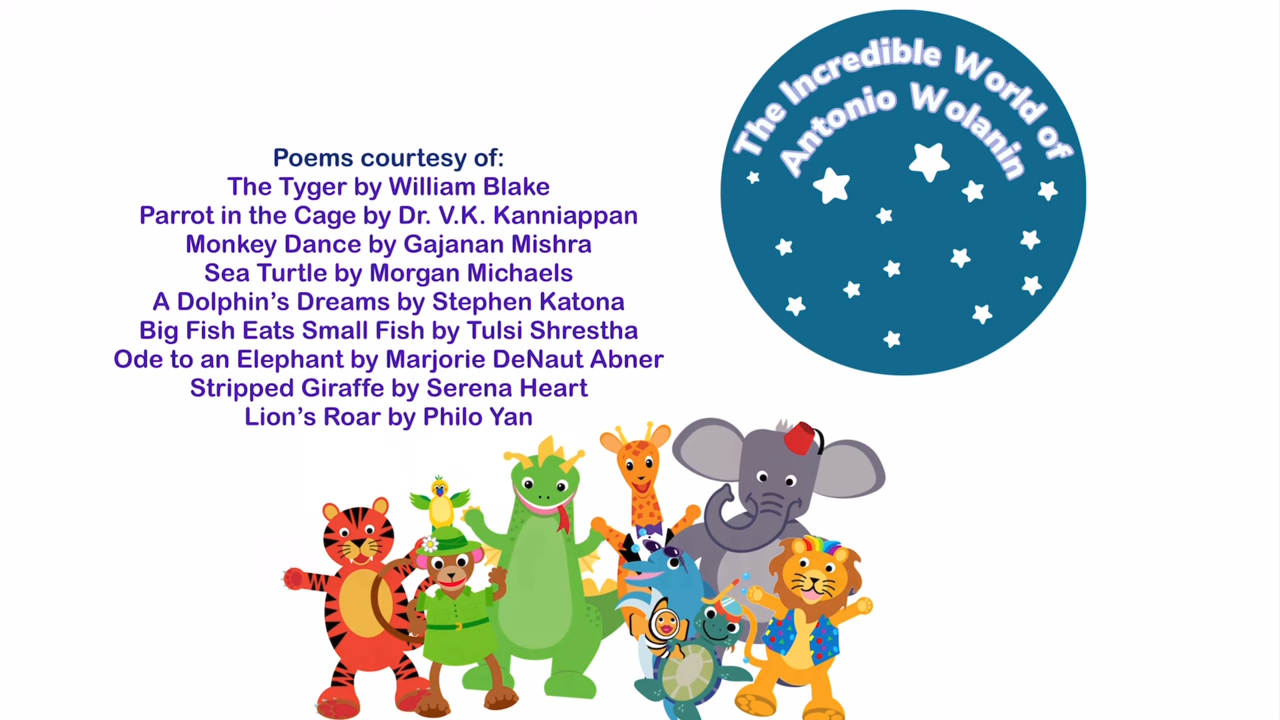 The Incredible World of
Antonio Wolanin
Poems courtesy of:
The Tyger by William Blake
Parrot in the Cage by Dr. V.K. Kanniappan
Monkey Dance by Gajanan Mishra
Sea Turtle by Morgan Michaels
A Dolphin’s Dreams by Stephen Katona
Big Fish Eats Small Fish by Tulsi Shrestha
Ode to an Elephant by Marjorie DeNaut Abner
Stripped Giraffe by Serena Heart
Lion’s Roar by Philo Yan